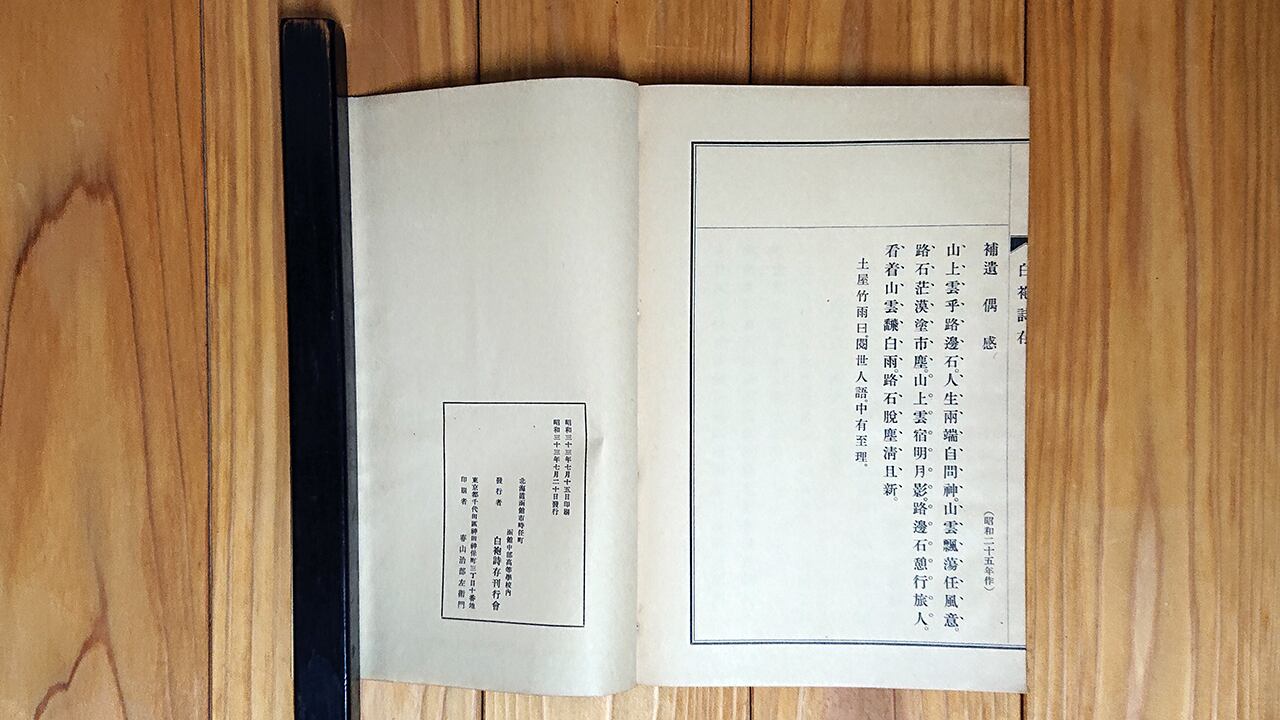 白袍詩存
補遺　偶感　（昭和二十五年作）
山上雲乎路邊石。人生兩端自問神。山雲飄蕩任風意。
路石茫漠塗市塵。山上雲宿明月影。路邊石憩行旅人。
看着山雲飜白雨。路石脫塵淸且新。
土屋竹雨曰。閱世人語。中有至理。
昭和三十三年七月十五日印刷
昭和三十三年七月二十日發行
北海道函館市時任町
函館中部高等學校内
發行者　白袍詩存刊行會
東京都千代田區神田神保町三丁目十番地
印刷者　春山治部左衞門